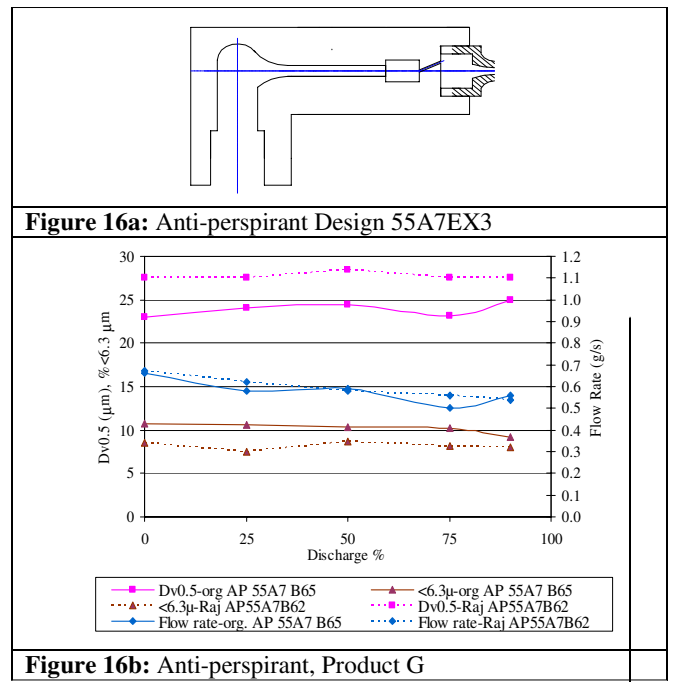 Figure 16a: Anti-perspirant Design 55A7EX3
30
25
20
15
10
5
0
Dv0.5 (µm), %<6.3 µm
1.2
1.1
1.0
0.9
0.8
0.7
0.6
0.5
0.4
0.3
0.2
0.1
0.0
Flow Rate (g/s)
0 25 50 75 100
Discharge %
Dv0.5-org AP 55A7 B65 <6.3µ-org AP 55A7 B65
<6.3µ-Raj AP55A7B62 Dv0.5-Raj AP55A7B62
Flow rate-org. AP 55A7 B65 Flow rate-Raj AP55A7B62
Figure 16b: Anti-perspirant, Product G